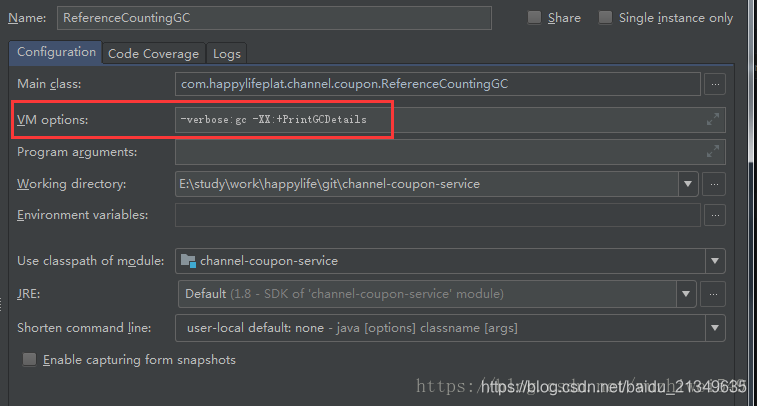 Name: ReferenceCountingGC Share Single instance only
Configuration Code Coverage Logs
Main class: com.happylifeplat.channel.coupon.ReferenceCountingGC ...
VM options: -verbose:gc -XX:+PrintGCDetails
Program arguments:
Working directory: E:\study\work\happylife\git\channel-coupon-service ...
Environment variables: ...
Use classpath of module: channel-coupon-service
JRE: Default (1.8 - SDK of 'channel-coupon-service' module) ...
Shorten command line: user-local default: none - java [options] classname [args]
Enable capturing form snapshots
https://blog.csdn.net/baidu_21349635